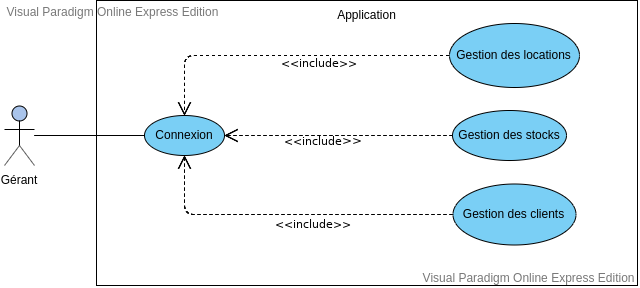 Visual Paradigm Online Express Edition
Application
Gestion des locations
<<include>>
Connexion
<<include>>
Gestion des stocks
Gérant
Gestion des clients
<<include>>
Visual Paradigm Online Express Edition